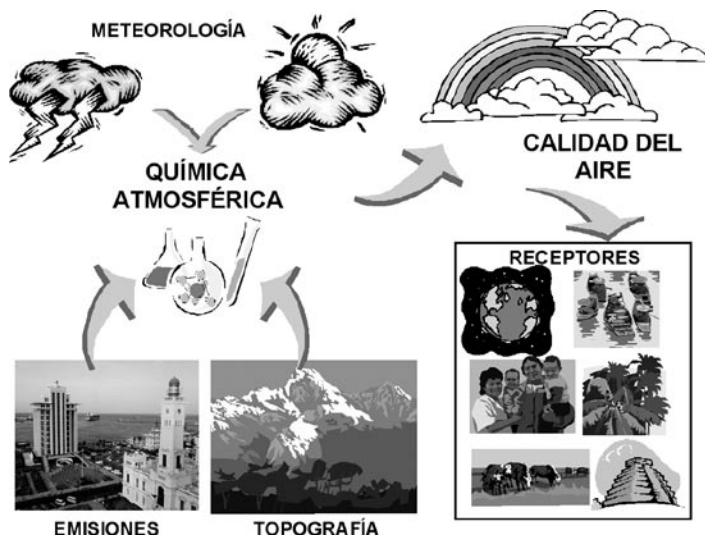 METEOROLOGÍA
QUÍMICA
ATMOSFÉRICA
CALIDAD DEL
AIRE
RECEPTORES
EMISIONES
TOPOGRAFÍA